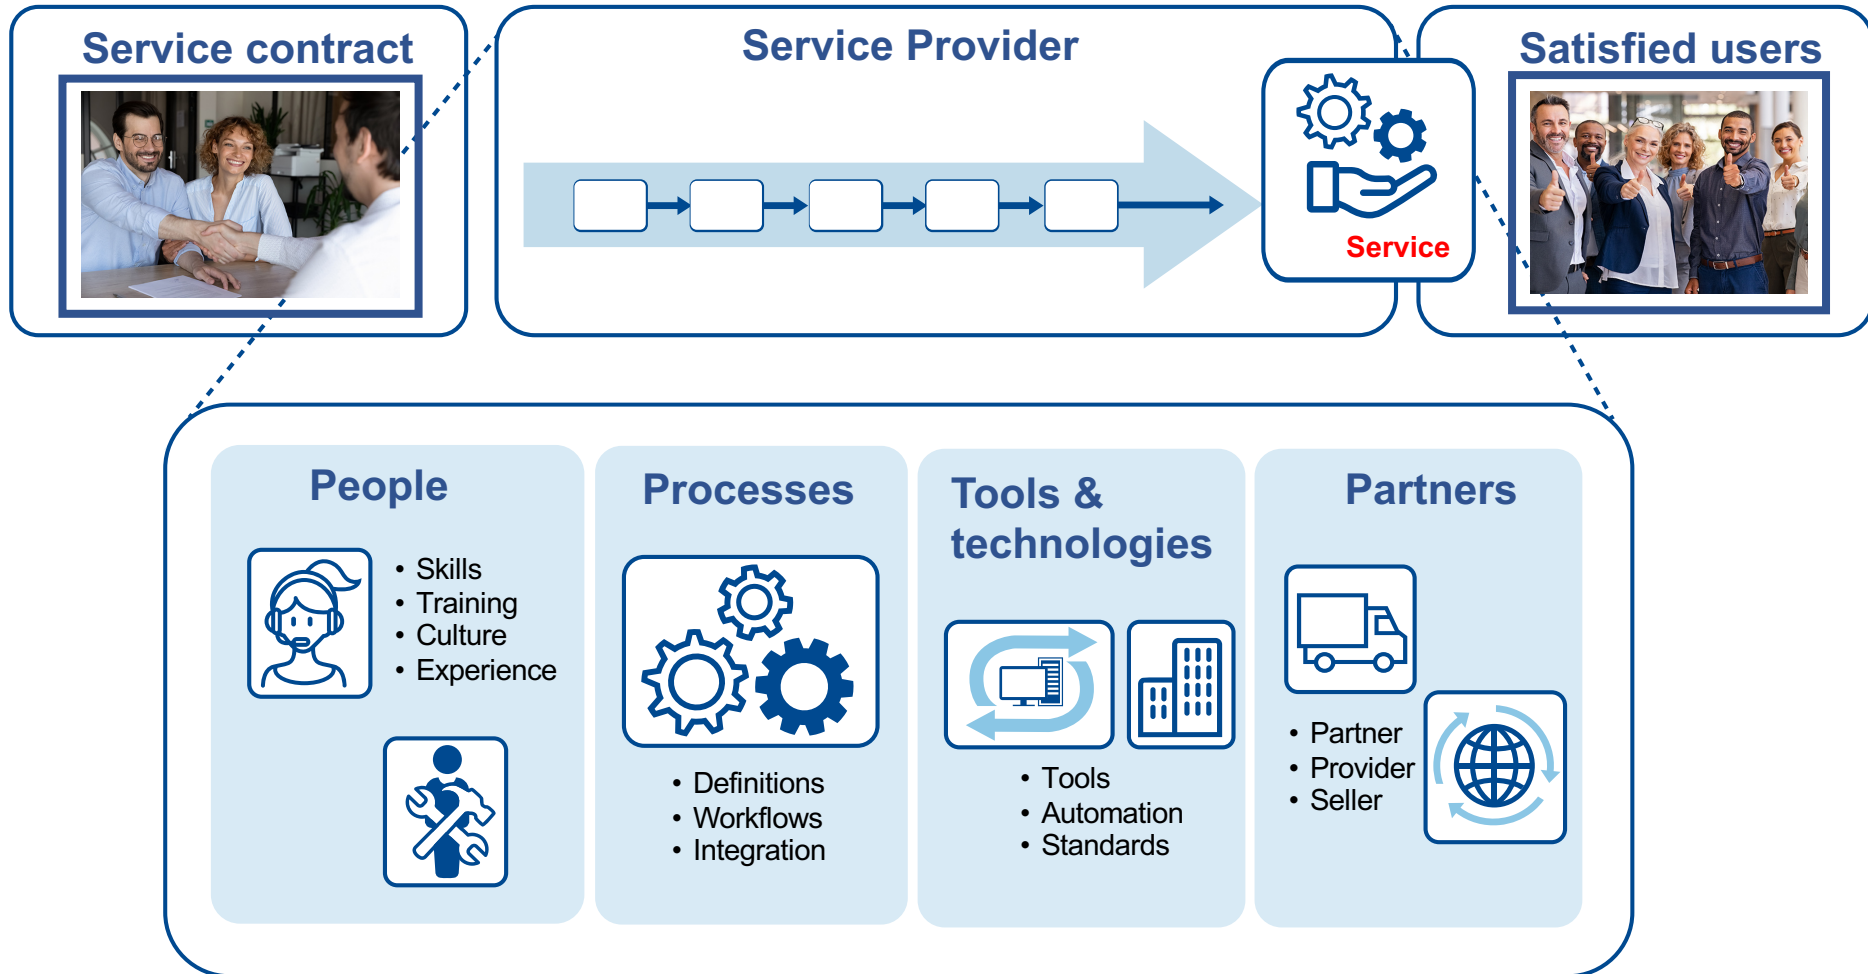 Service contract
Service Provider
Satisfied users
Service
People
• Skills
• Training
• Culture
• Experience
Processes
• Definitions
• Workflows
• Integration
Tools &
technologies
• Tools
• Automation
• Standards
Partners
• Partner
• Provider
• Seller